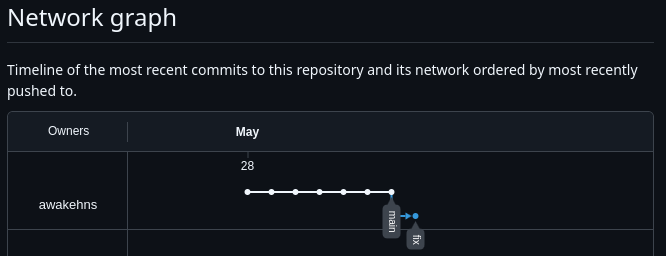 Network graph
Timeline of the most recent commits to this repository and its network ordered by most recently
pushed to.
Owners
May
28
awakehns
main
fix